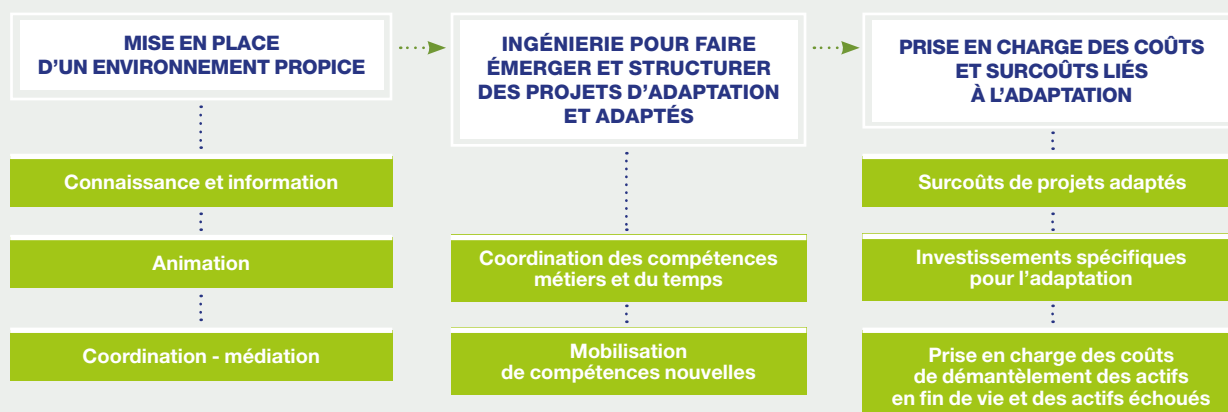 MISE EN PLACE
D'UN ENVIRONNEMENT PROPICE
Connaissance et information
Animation
Coordination - médiation
INGÉNIERIE POUR FAIRE
ÉMERGER ET STRUCTURER
DES PROJETS D'ADAPTATION
ET ADAPTÉS
Coordination des compétences
métiers et du temps
Mobilisation
de compétences nouvelles
PRISE EN CHARGE DES COÛTS
ET SURCOÛTS LIÉS
À L'ADAPTATION
Surcoûts de projets adaptés
Investissements spécifiques
pour l'adaptation
Prise en charge des coûts
de démantèlement des actifs
en fin de vie et des actifs échoués